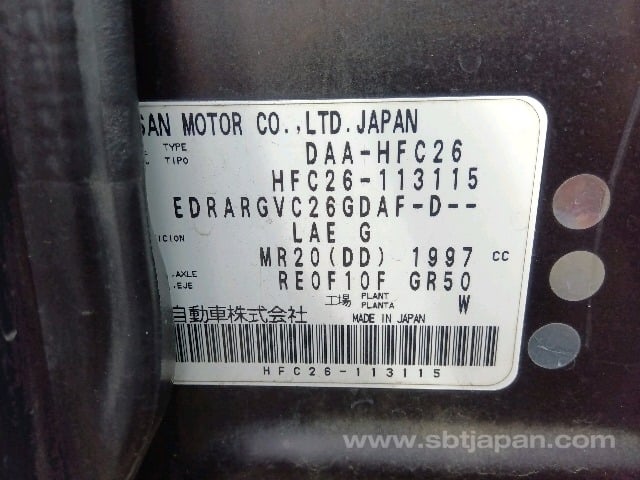 SAN MOTOR CO.,LTD.JAPAN
TYPE DAA-HFC26
TIPO
HFC26-113115
EDRARGVC26GDAF-D--
ICION LAE G
MR20(DD) 1997 CC
AXLE RE0F10F GR50
EJE
工場 PLANT W
PLANTA
自動車株式会社 MADE IN JAPAN
HFC26-113115
www.sbtjapan.com